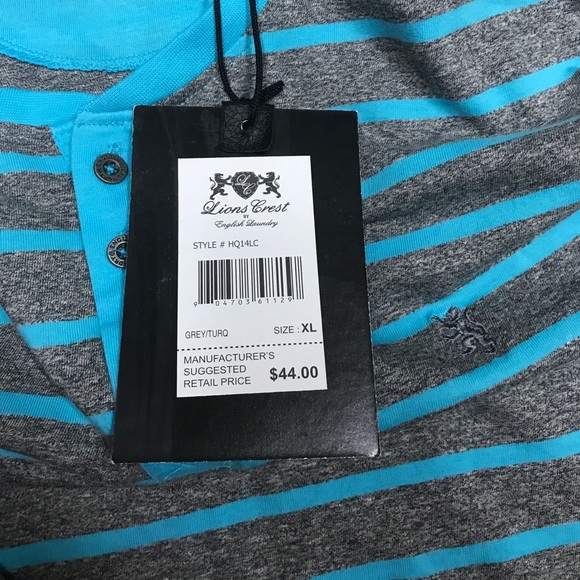 LC
Lions Crest
BY
English Laundry
STYLE # HQ14LC
9 04703 61129
GREY/TURQ SIZE : XL
MANUFACTURER'S
SUGGESTED
RETAIL PRICE $44.00